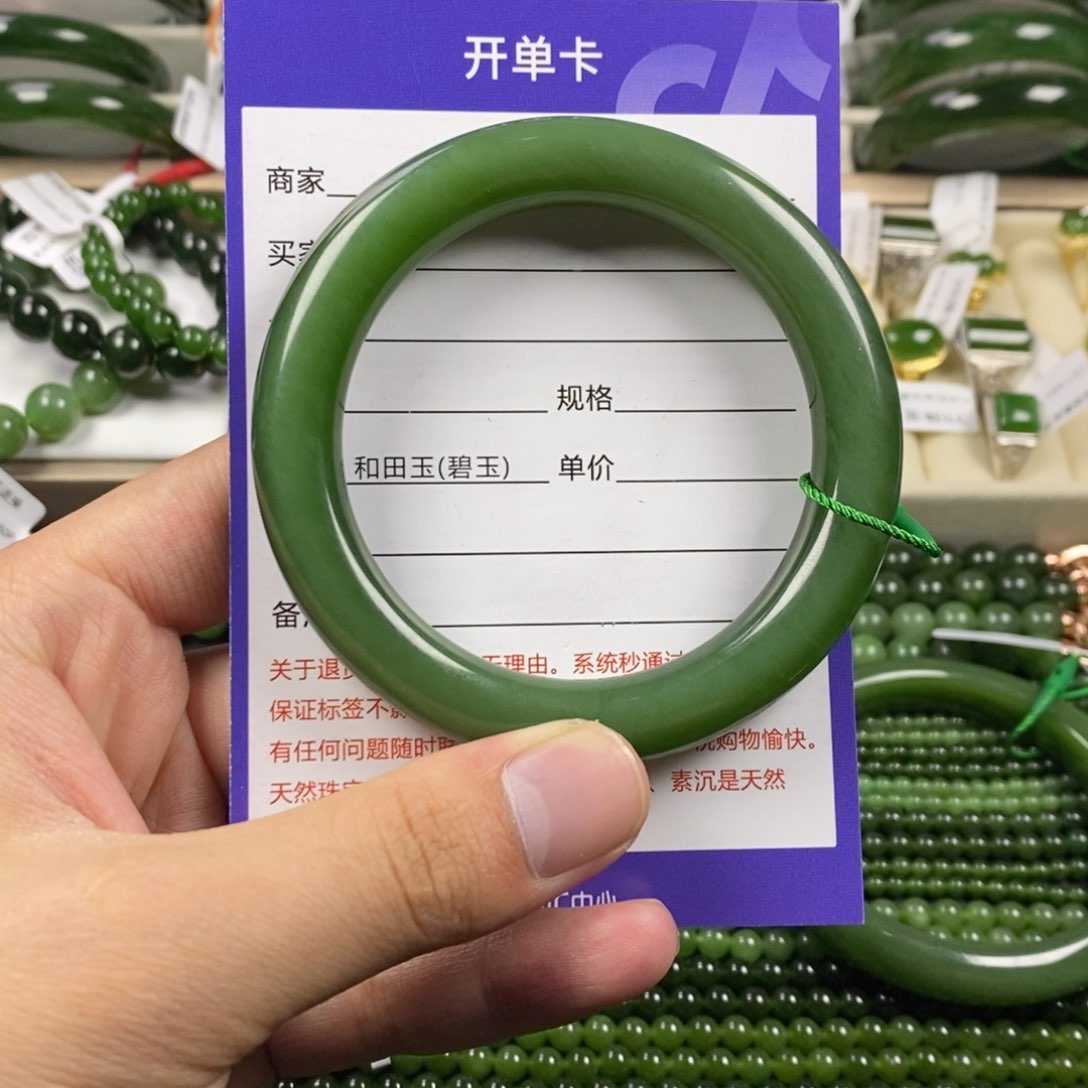 开单卡
商家
买家
规格
和田玉(碧玉) 单价
备
关于退 理由。系统秒通
保证标签不
有任何问题随时 购物愉快。
天然珠 素沉是天然
中心